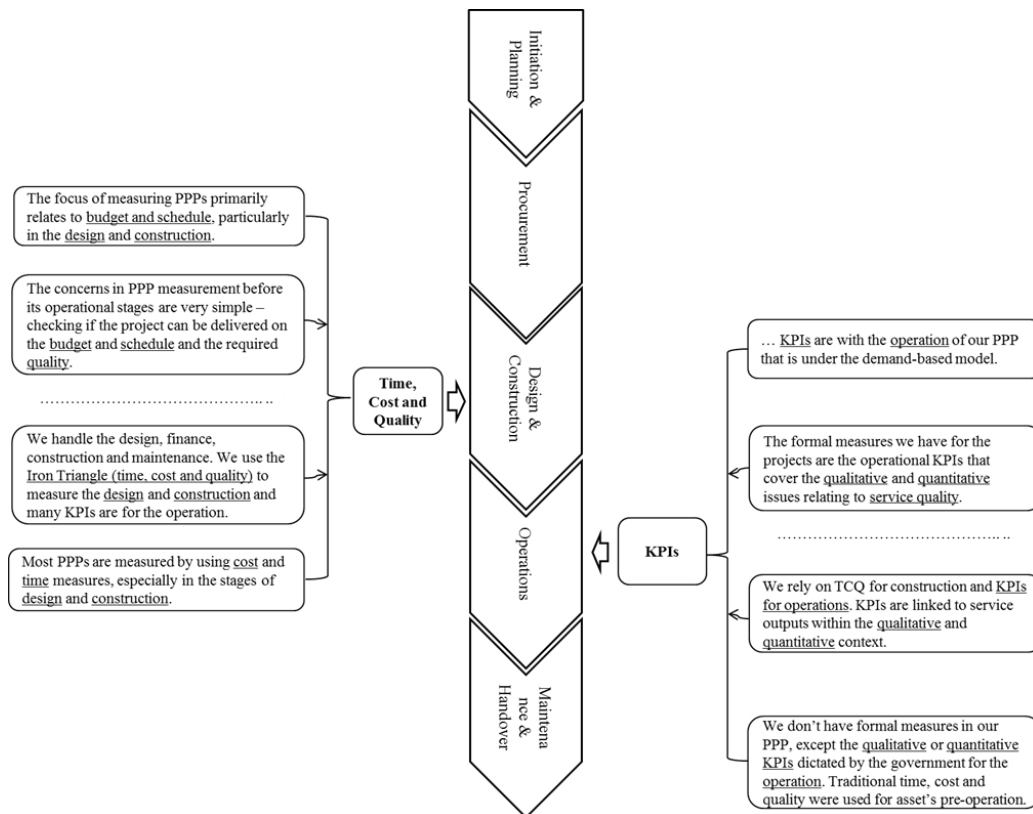 Initiation &
Planning
Procurement
Design &
Construction
Operations
Maintena
nce &
Handover
The focus of measuring PPPs primarily
relates to budget and schedule, particularly
in the design and construction.
The concerns in PPP measurement before
its operational stages are very simple –
checking if the project can be delivered on
the budget and schedule and the required
quality.
………………………………….. ..
We handle the design, finance,
construction and maintenance. We use the
Iron Triangle (time, cost and quality) to
measure the design and construction and
many KPIs are for the operation.
Most PPPs are measured by using cost and
time measures, especially in the stages of
design and construction.
Time,
Cost and
Quality
KPIs
… KPIs are with the operation of our PPP
that is under the demand-based model.
The formal measures we have for the
projects are the operational KPIs that
cover the qualitative and quantitative
issues relating to service quality.
………………………………….. ..
We rely on TCQ for construction and KPIs
for operations. KPIs are linked to service
outputs within the qualitative and
quantitative context.
We don’t have formal measures in our
PPP, except the qualitative or quantitative
KPIs dictated by the government for the
operation. Traditional time, cost and
quality were used for asset’s pre-operation.